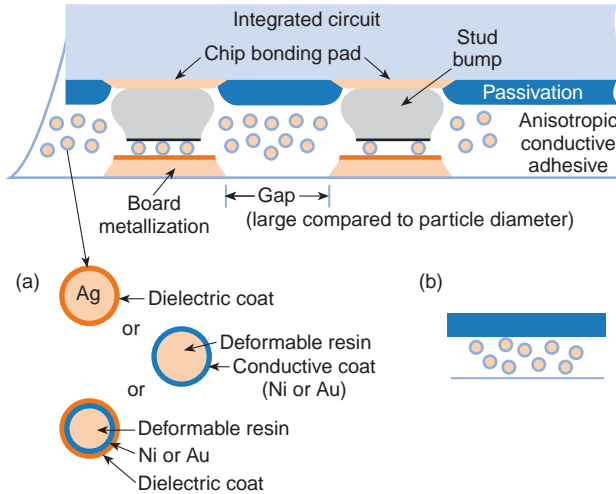 Integrated circuit
Chip bonding pad
Stud
bump
Passivation
Anisotropic
conductive
adhesive
Board
metallization
Gap
(large compared to particle diameter)
(a)
Ag
Dielectric coat
or
Deformable resin
Conductive coat
(Ni or Au)
or
Deformable resin
Ni or Au
Dielectric coat
(b)